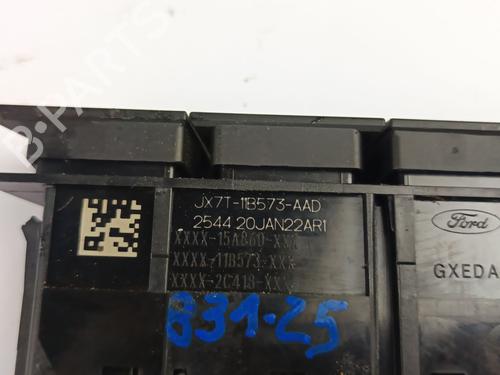 JX7T-11B573-AAD
2544 20JAN22AR1
XXXX-15A860-XXX
XXXX-11B573-XXX
XXXX-2C418-XXX
831-25
Ford
GXEDA
B-PARTS